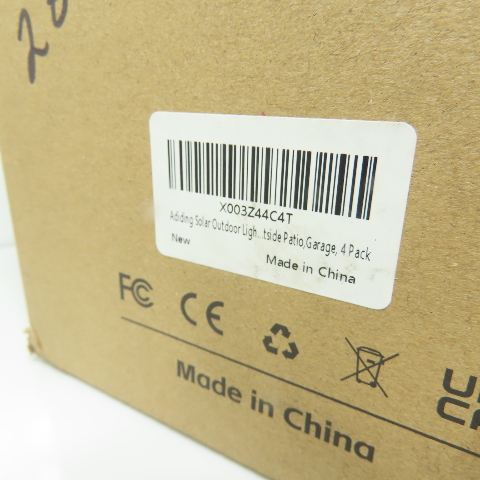 20
X003Z44C4T
Adiding Solar Outdoor Ligh...tside Patio,Garage, 4 Pack
New
Made in China
FC CE
Made in China